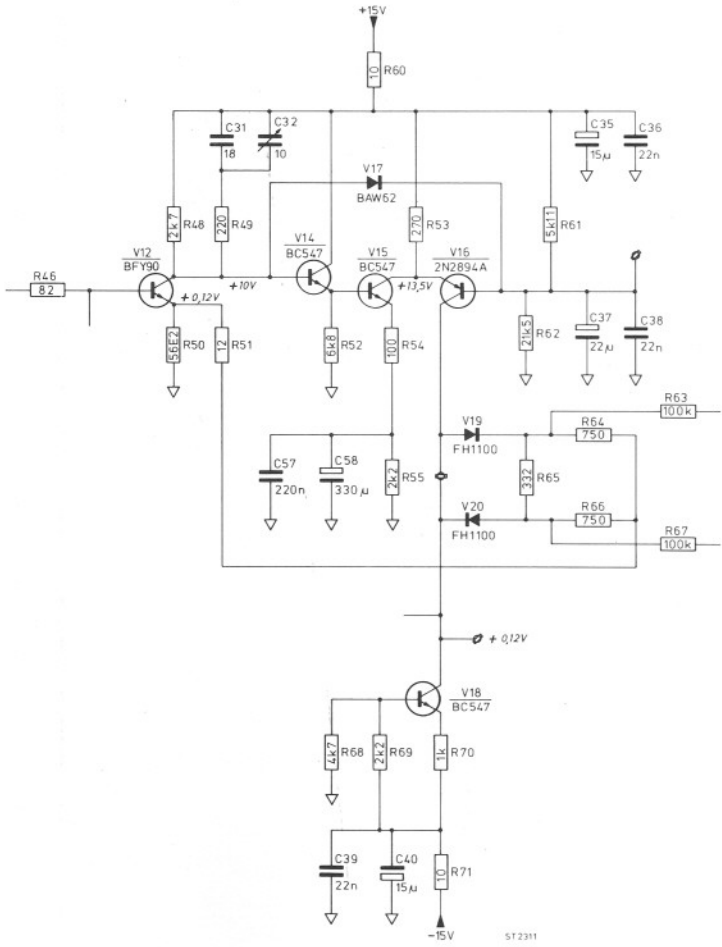 +15V
10 R60
C31
18
C32
10
C35
15µ
C36
22n
V17
BAW62
2k7 R48
220 R49
270 R53
5k11 R61
V12
BFY90
V14
BC547
V15
BC547
V16
2N2894A
R46
82
+0,12V
+10V
+13,5V
56E2 R50
12 R51
6k8 R52
100 R54
21k5 R62
C37
22µ
C38
22n
R63
100k
V19
FH1100
R64
750
C57
220n
C58
330µ
2k2 R55
332 R65
V20
FH1100
R66
750
R67
100k
+ 0,12V
V18
BC547
4k7 R68
2k2 R69
1k R70
C39
22n
C40
15µ
10 R71
-15V
ST2311